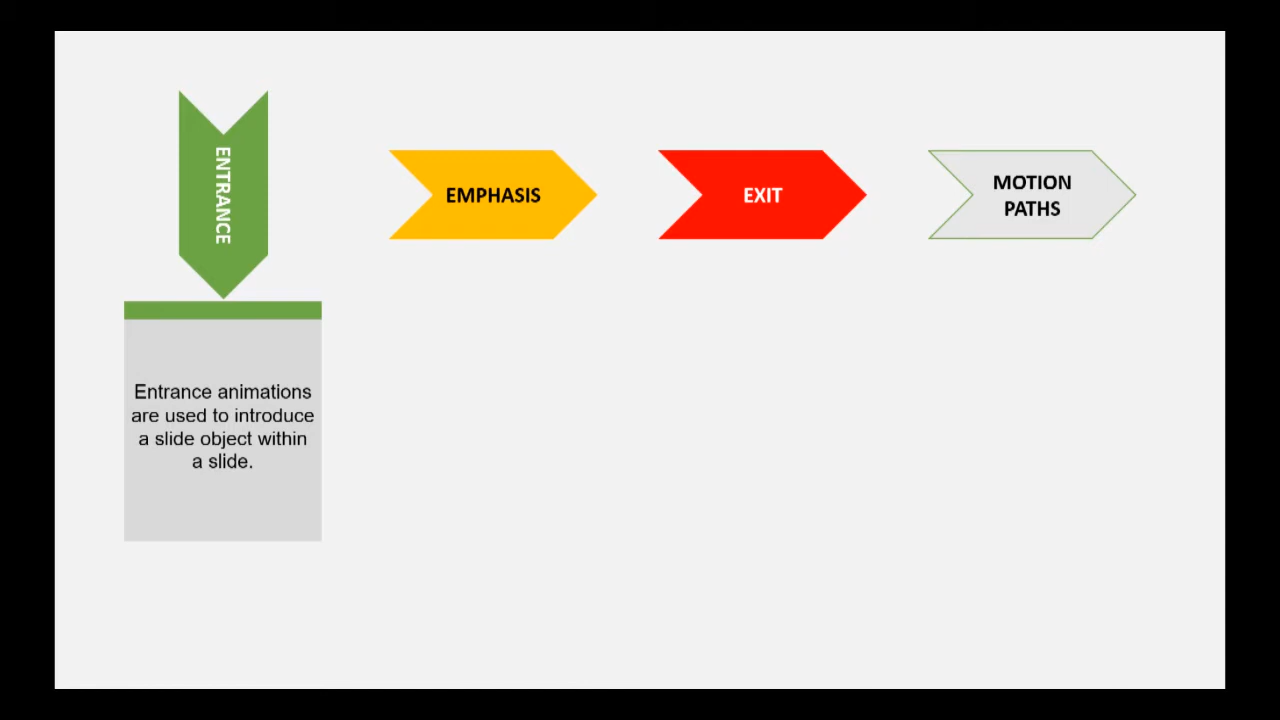 ENTRANCE
EMPHASIS
EXIT
MOTION
PATHS
Entrance animations
are used to introduce
a slide object within
a slide.